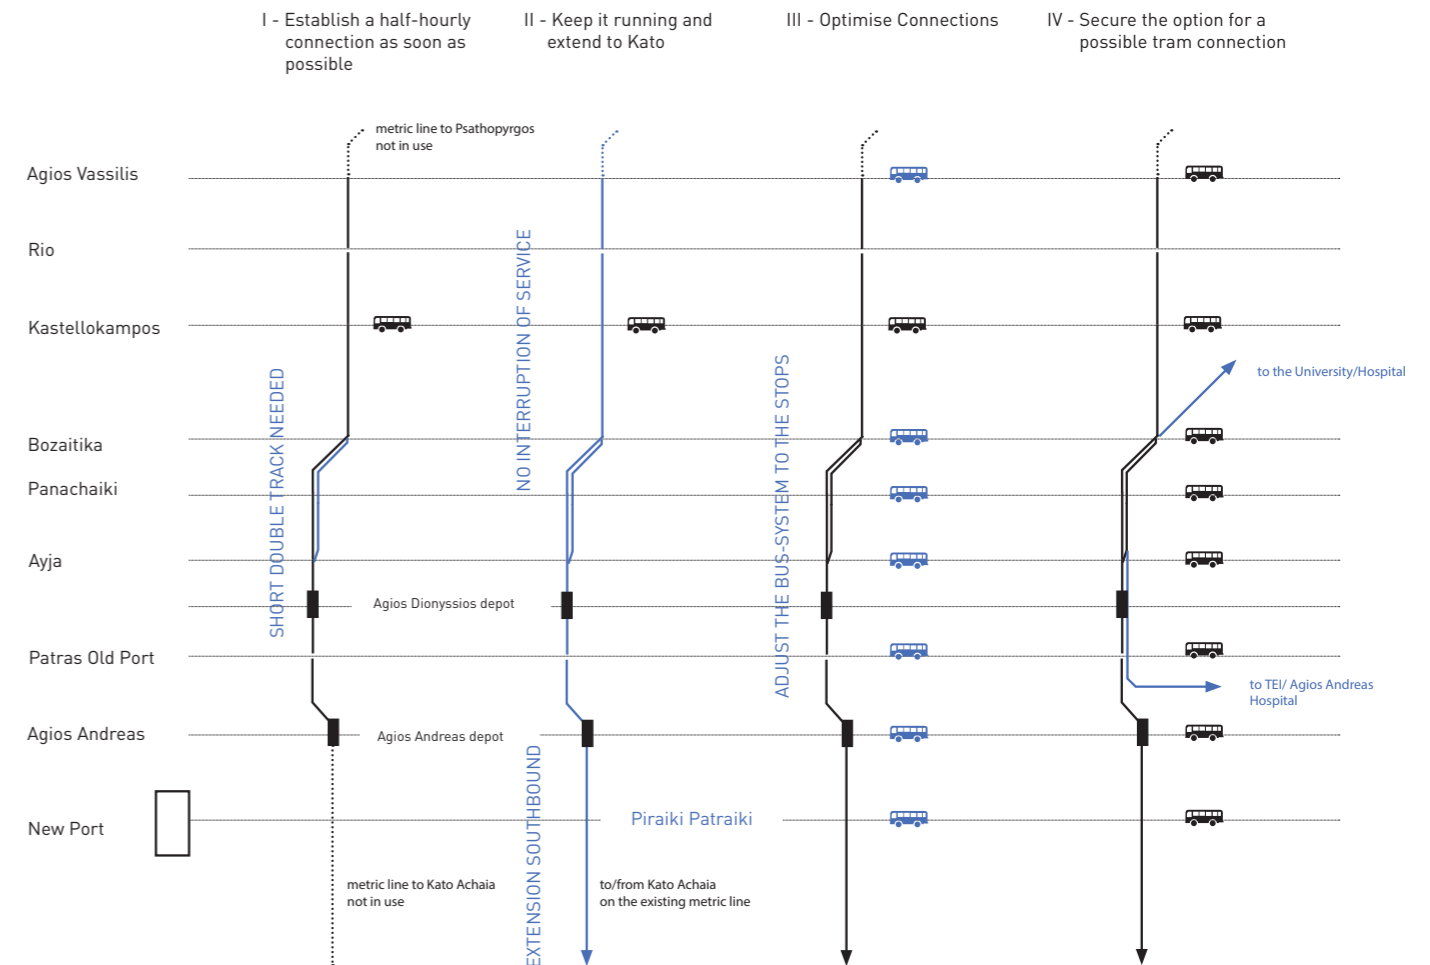 I - Establish a half-hourly
connection as soon as
possible
II - Keep it running and
extend to Kato
III - Optimise Connections
IV - Secure the option for a
possible tram connection
metric line to Psathopyrgos
not in use
Agios Vassilis
Rio
Kastellokampos
Bozaitika
Panachaiki
Ayja
Patras Old Port
Agios Andreas
New Port
SHORT DOUBLE TRACK NEEDED
NO INTERRUPTION OF SERVICE
ADJUST THE BUS-SYSTEM TO THE STOPS
to the University/Hospital
Agios Dionyssios depot
to TEI/ Agios Andreas
Hospital
Agios Andreas depot
EXTENSION SOUTHBOUND
Piraiki Patraiki
metric line to Kato Achaia
not in use
to/from Kato Achaia
on the existing metric line